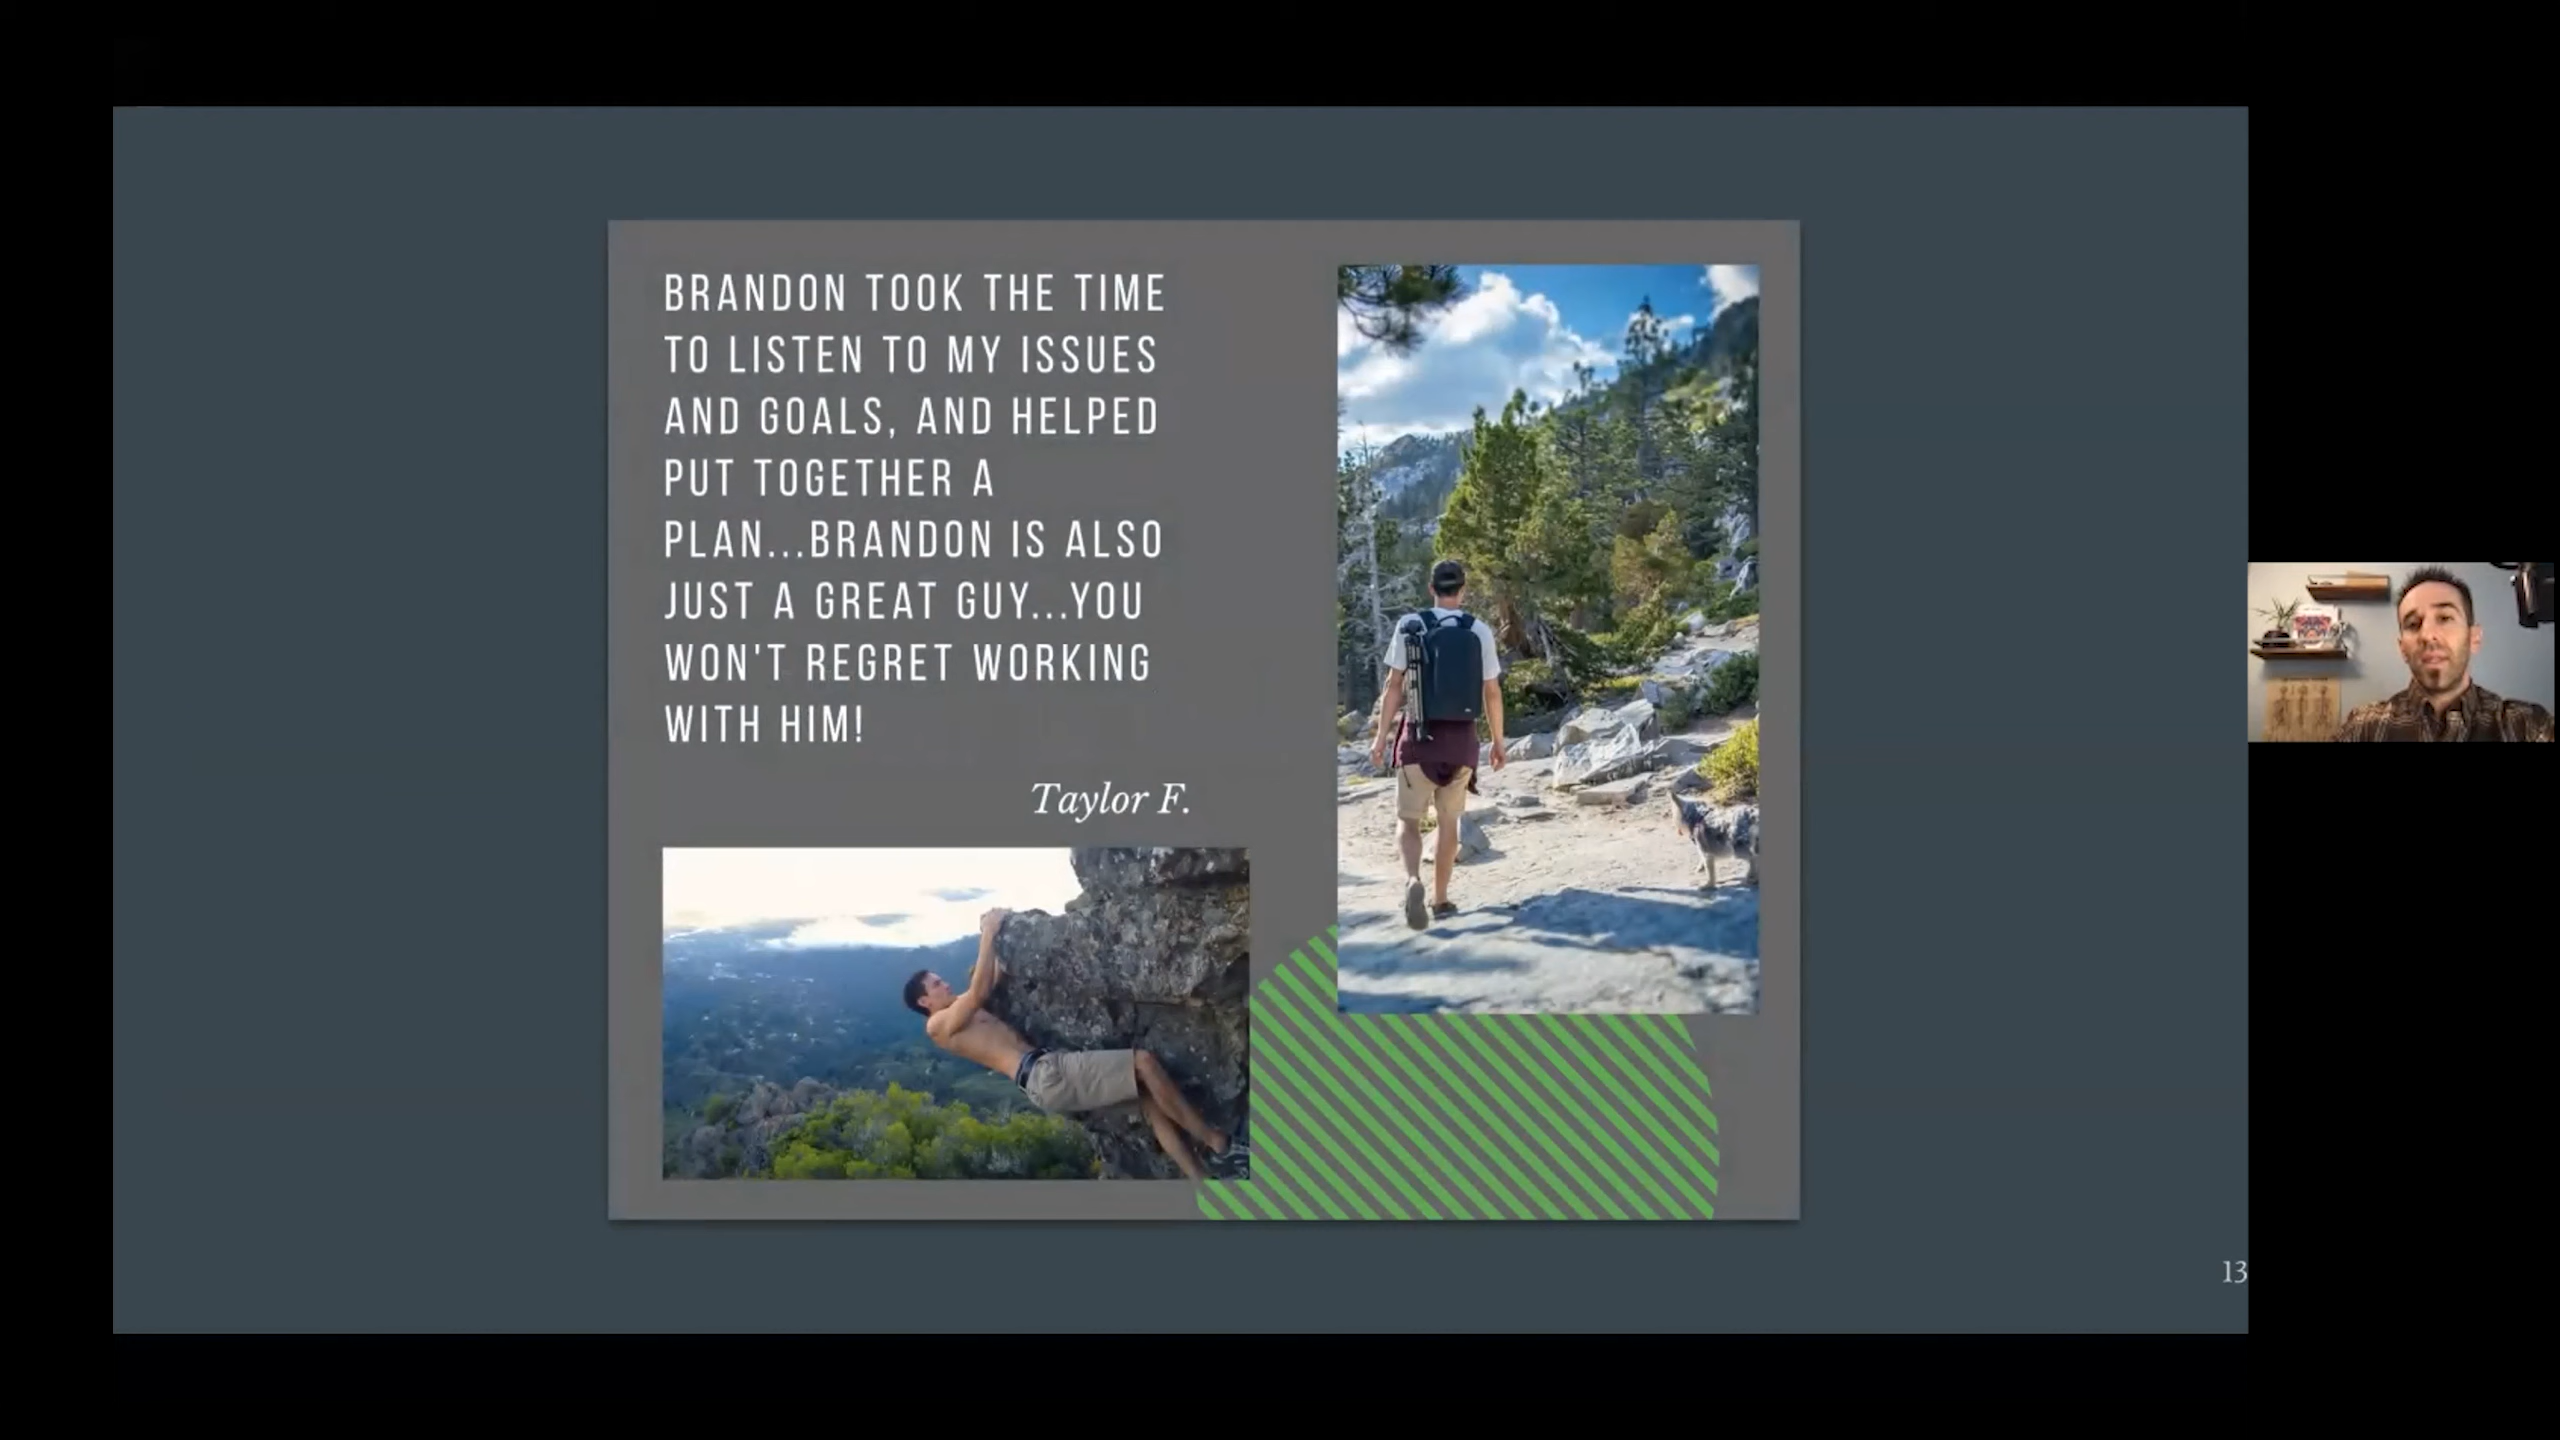 BRANDON TOOK THE TIME
TO LISTEN TO MY ISSUES
AND GOALS, AND HELPED
PUT TOGETHER A
PLAN...BRANDON IS ALSO
JUST A GREAT GUY...YOU
WON'T REGRET WORKING
WITH HIM!
Taylor F.
13